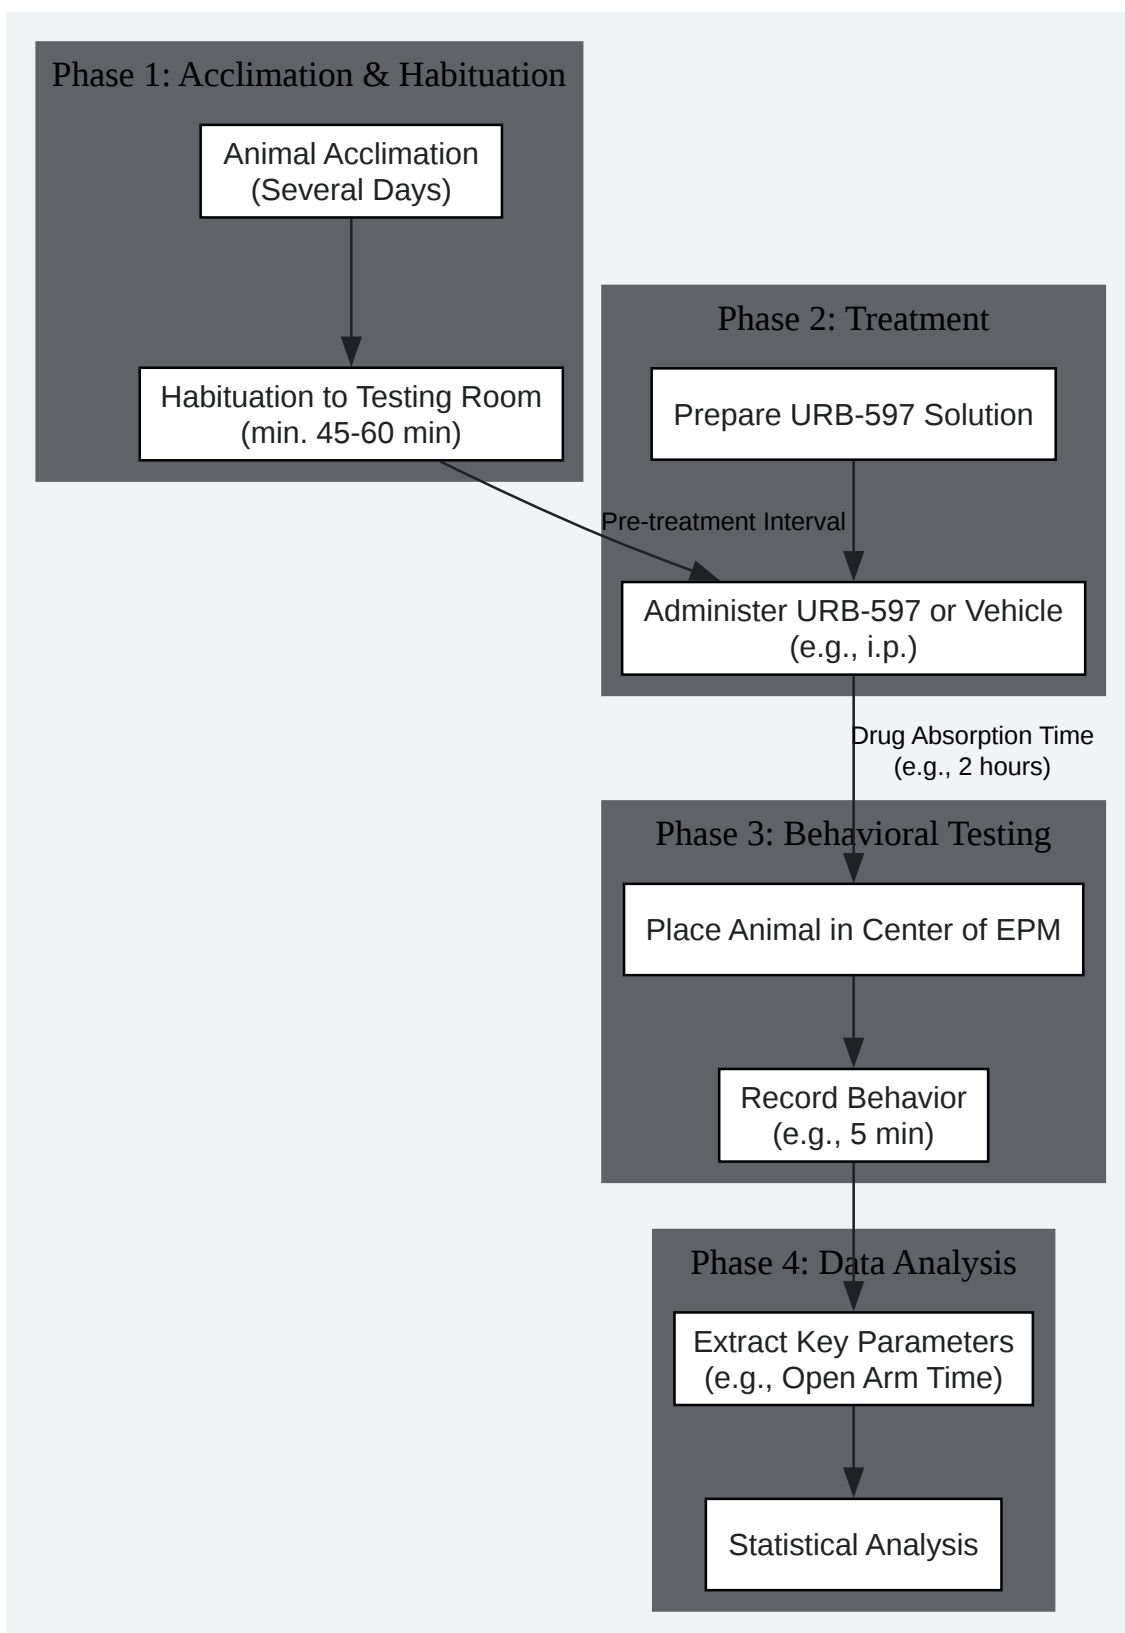 Phase 1: Acclimation & Habituation
Animal Acclimation
(Several Days)
Habituation to Testing Room
(min. 45-60 min)
Phase 2: Treatment
Prepare URB-597 Solution
Pre-treatment Interval
Administer URB-597 or Vehicle
(e.g., i.p.)
Drug Absorption Time
(e.g., 2 hours)
Phase 3: Behavioral Testing
Place Animal in Center of EPM
Record Behavior
(e.g., 5 min)
Phase 4: Data Analysis
Extract Key Parameters
(e.g., Open Arm Time)
Statistical Analysis